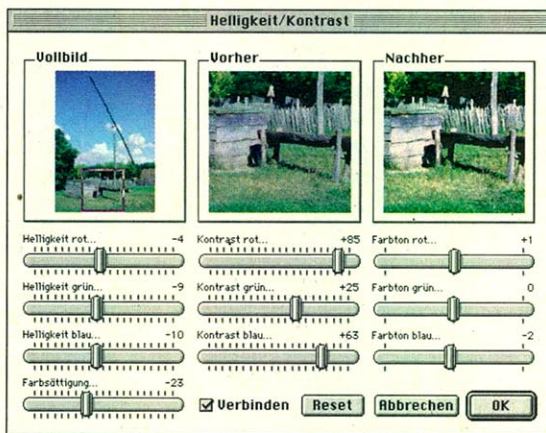 Helligkeit/Kontrast
Vollbild
Vorher
Nachher
Helligkeit rot... -4
Kontrast rot... +85
Farbton rot... +1
Helligkeit grün... -9
Kontrast grün... +25
Farbton grün... 0
Helligkeit blau... -10
Kontrast blau... +63
Farbton blau... -2
Farbsättigung... -23
Verbinden
Reset
Abbrechen
OK